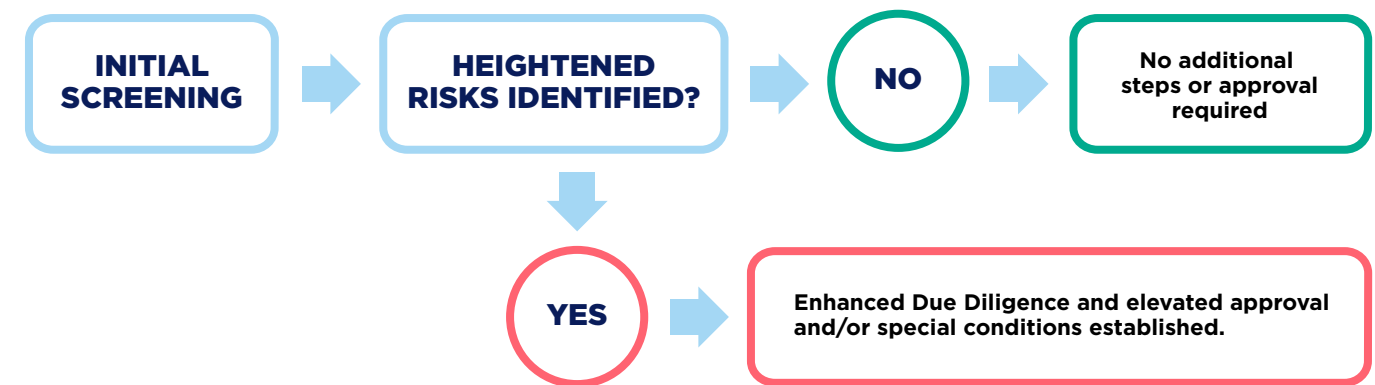 INITIAL
SCREENING
HEIGHTENED
RISKS IDENTIFIED?
NO
No additional
steps or approval
required
YES
Enhanced Due Diligence and elevated approval
and/or special conditions established.